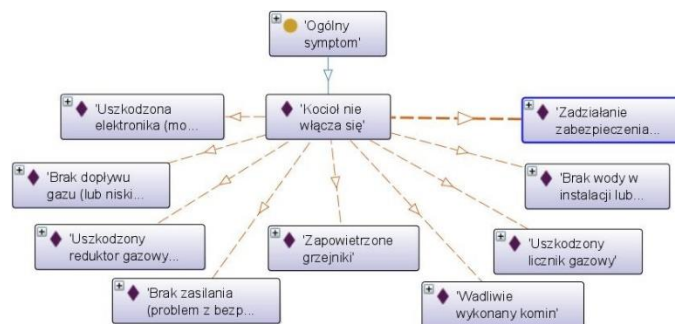 'Ogólny
symptom'
'Uszkodzona
elektronika (mo...
'Kocioł nie
włącza się'
'Zadziałanie
zabezpieczenia...
'Brak dopływu
gazu (lub niski...
'Brak wody w
instalacji lub...
'Uszkodzony
reduktor gazowy...
'Zapowietrzone
grzejniki'
'Uszkodzony
licznik gazowy'
'Brak zasilania
(problem z bezp...
'Wadliwie
wykonany komin'